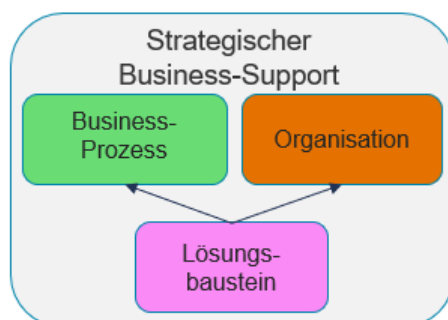 Strategischer
Business-Support
Business-
Prozess
Organisation
Lösungs-
baustein